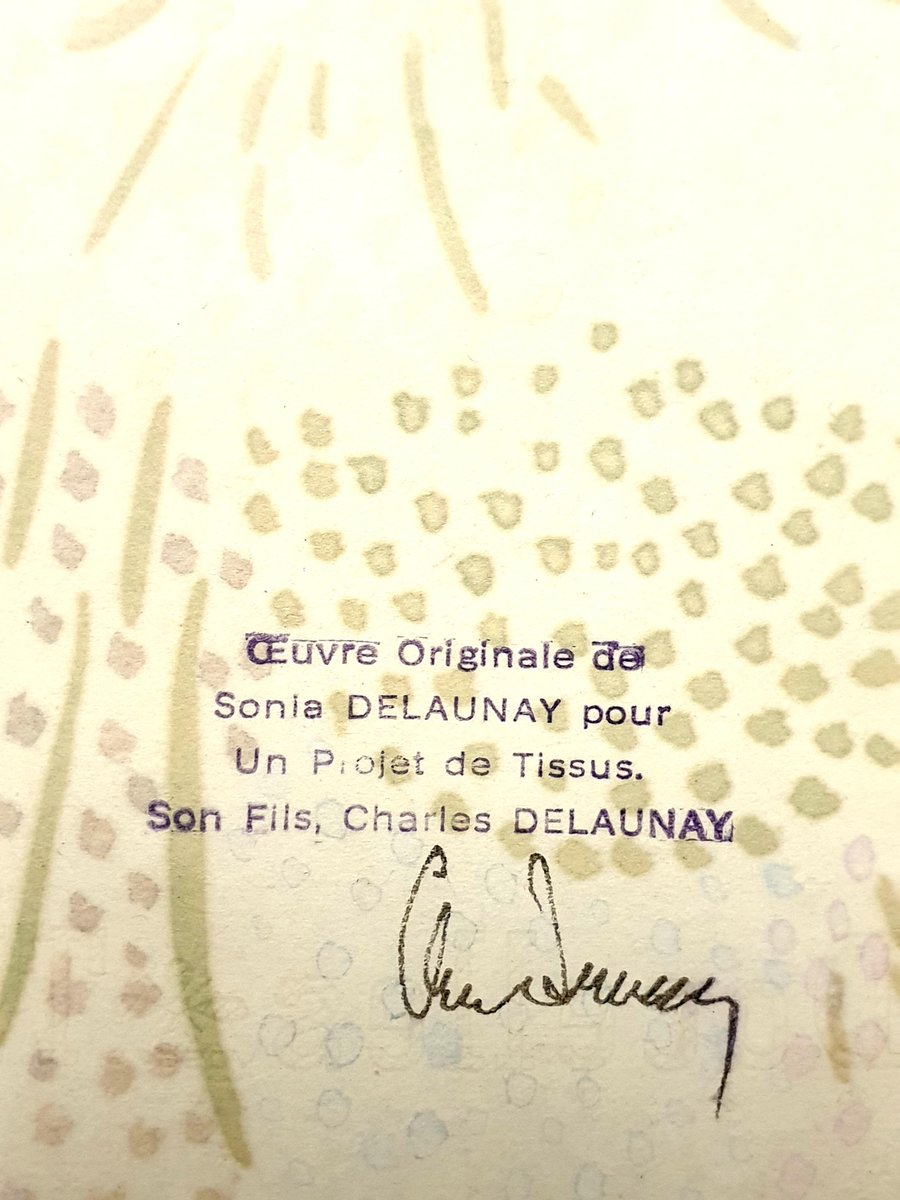 Œuvre Originale de
Sonia DELAUNAY pour
Un Projet de Tissus.
Son Fils, Charles DELAUNAY.